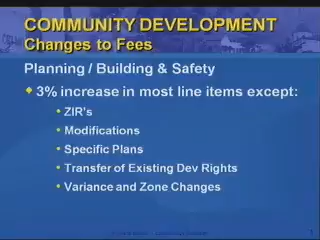 COMMUNITY DEVELOPMENT
Changes to Fees
Planning / Building & Safety
3% increase in most line items except:
ZIR's
Modifications
Specific Plans
Transfer of Existing Dev Rights
Variance and Zone Changes
1